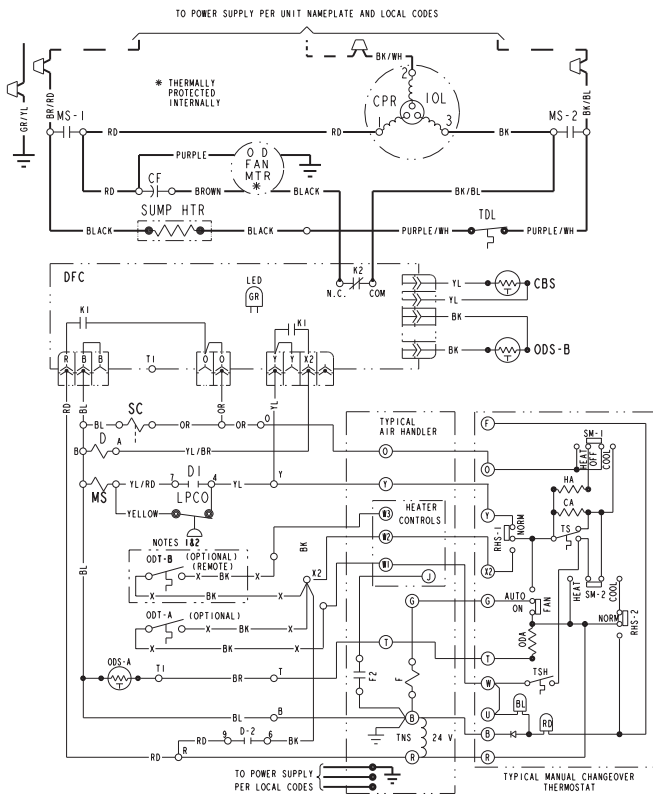 TO POWER SUPPLY PER UNIT NAMEPLATE AND LOCAL CODES
GR/YL
BR/RD
BK/WH
BK/BL
* THERMALLY
PROTECTED
INTERNALLY
CPR
IOL
2
1
3
MS-1
RD
RD
BK
MS-2
PURPLE
O D
FAN
MTR
*
CF
RD
BROWN
BLACK
BK/BL
SUMP HTR
TDL
BLACK
BLACK
PURPLE/WH
PURPLE/WH
DFC
LED
GR
K2
N.C.
COM
YL
CBS
YL
BK
BK
ODS-B
K1
K1
R
B
B
T1
O
O
Y
Y
X2
RD
BL
OR
YL
SC
BL
OR
OR
O
D
B
A
YL/BR
MS
YL/RD
7
D1
4
YL
Y
LPCO
YELLOW
NOTES 1&2
BK
ODT-B
(OPTIONAL)
(REMOTE)
X
BK
X
X
BK
X
X2
ODT-A
(OPTIONAL)
X
BK
X
X
BK
X
BL
ODS-A
T1
BR
T
BL
B
RD
9
D-2
6
BK
RD
R
TYPICAL
AIR HANDLER
O
Y
HEATER
CONTROLS
W3
W2
W1
J
G
T
F2
F
B
TNS
24 V
R
TO POWER SUPPLY
PER LOCAL CODES
F
SM-1
HEAT
OFF
COOL
O
HA
CA
Y
RHS-1
NORM
TS
X2
HEAT
SM-2
COOL
G
AUTO
ON
FAN
NORM
RHS-2
ODA
T
TSH
W
BL
U
RD
B
R
TYPICAL MANUAL CHANGEOVER
THERMOSTAT